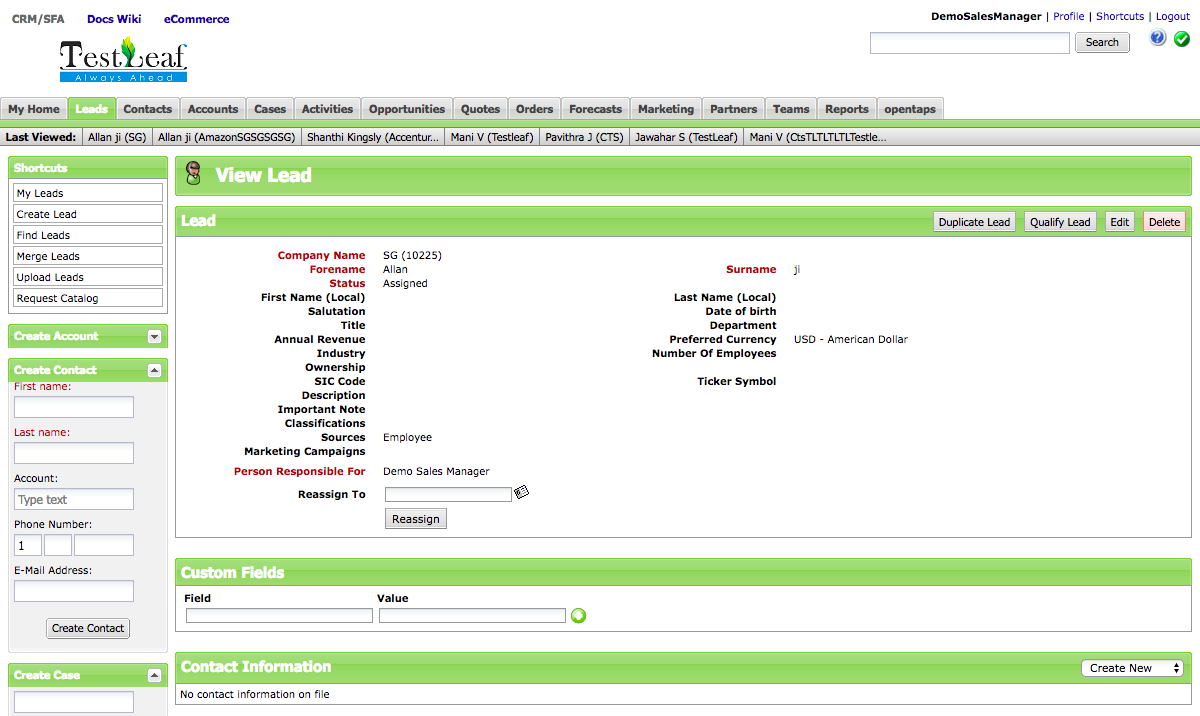 CRM/SFA Docs Wiki eCommerce
DemoSalesManager | Profile | Shortcuts | Logout
TestLeaf
Always Ahead
Search
My Home Leads Contacts Accounts Cases Activities Opportunities Quotes Orders Forecasts Marketing Partners Teams Reports opentaps
Last Viewed: Allan ji (SG) Allan ji (AmazonSGSGSGSG) Shanthi Kingsly (Accentur... Mani V (Testleaf) Pavithra J (CTS) Jawahar S (TestLeaf) Mani V (CtsTLTLTLTLTestle...
Shortcuts
My Leads
Create Lead
Find Leads
Merge Leads
Upload Leads
Request Catalog
Create Account
Create Contact
First name:
Last name:
Account:
Type text
Phone Number:
1
E-Mail Address:
Create Contact
Create Case
View Lead
Lead
Duplicate Lead Qualify Lead Edit Delete
Company Name SG (10225)
Forename Allan Surname ji
Status Assigned
First Name (Local) Last Name (Local)
Salutation Date of birth
Title Department
Annual Revenue Preferred Currency USD - American Dollar
Industry Number Of Employees
Ownership
SIC Code Ticker Symbol
Description
Important Note
Classifications
Sources Employee
Marketing Campaigns
Person Responsible For Demo Sales Manager
Reassign To
Reassign
Custom Fields
Field Value
Contact Information
Create New
No contact information on file